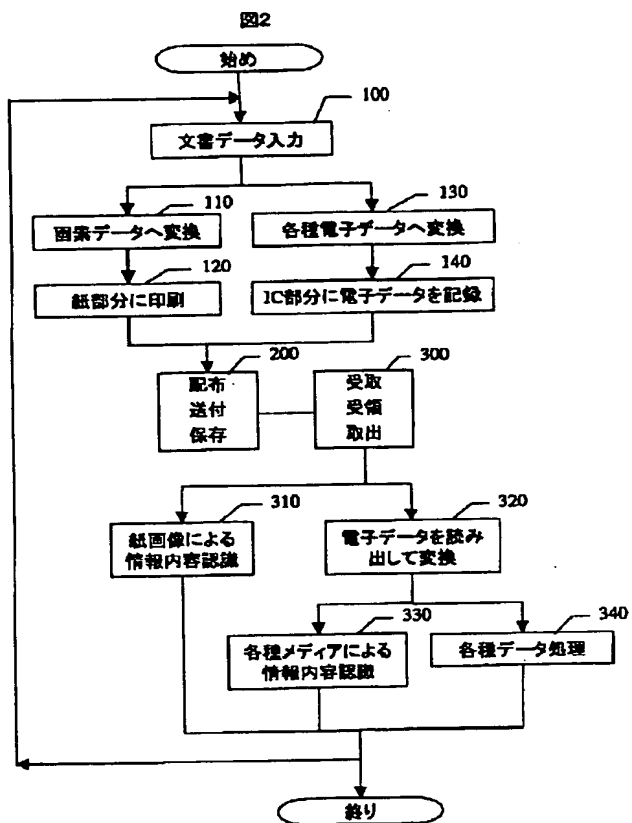 図2
始め
100
文書データ入力
110
画素データへ変換
130
各種電子データへ変換
120
紙部分に印刷
140
IC部分に電子データを記録
200
配布
送付
保存
300
受取
受領
取出
310
紙画像による
情報内容認識
320
電子データを読み
出して変換
330
各種メディアによる
情報内容認識
340
各種データ処理
終り